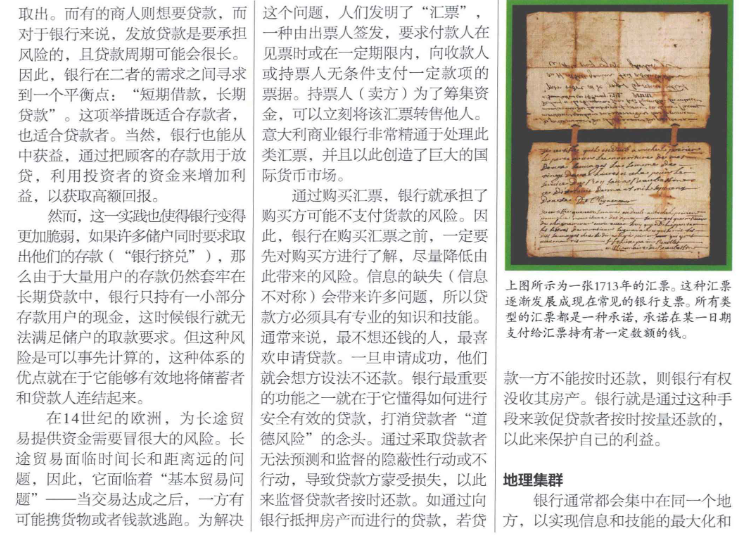 取出。而有的商人则想要贷款，而
对于银行来说，发放贷款是要承担
风险的，且贷款周期可能会很长。
因此，银行在二者的需求之间寻求
到一个平衡点：“短期借款，长期
贷款”。这项举措既适合存款者，
也适合贷款者。当然，银行也能从
中获益，通过把顾客的存款用于放
贷，利用投资者的资金来增加利
益，以获取高额回报。
然而，这一实践也使得银行变得
更加脆弱，如果许多储户同时要求取
出他们的存款（“银行挤兑”），那
么由于大量用户的存款仍然套牢在
长期贷款中，银行只持有一小部分
存款用户的现金，这时候银行就无
法满足储户的取款要求。但这种风
险是可以事先计算的，这种体系的
优点就在于它能够有效地将储蓄者
和贷款人连结起来。
在14世纪的欧洲，为长途贸
易提供资金需要冒很大的风险。长
途贸易面临时间长和距离远的问
题，因此，它面临着“基本贸易问
题”——当交易达成之后，一方有
可能携货物或者钱款逃跑。为解决
这个问题，人们发明了“汇票”，
一种由出票人签发，要求付款人在
见票时或在一定期限内，向收款人
或持票人无条件支付一定款项的
票据。持票人（卖方）为了筹集资
金，可以立刻将该汇票转售他人。
意大利商业银行非常精通于处理此
类汇票，并且以此创造了巨大的国
际货币市场。
通过购买汇票，银行就承担了
购买方可能不支付货款的风险。因
此，银行在购买汇票之前，一定要
先对购买方进行了解，尽量降低由
此带来的风险。信息的缺失（信息
不对称）会带来许多问题，所以贷
款方必须具有专业的知识和技能。
通常来说，最不想还钱的人，最喜
欢申请贷款。一旦申请成功，他们
就会想方设法不还款。银行最重要
的功能之一就在于它懂得如何进行
安全有效的贷款，打消贷款者“道
德风险”的念头。通过采取贷款者
无法预测和监督的隐蔽性行动或不
行动，导致贷款方蒙受损失，以此
来监督贷款者按时还款。如通过向
银行抵押房产而进行的贷款，若贷
上图所示为一张1713年的汇票。这种汇票
逐渐发展成现在常见的银行支票。所有类
型的汇票都是一种承诺，承诺在某一日期
支付给汇票持有者一定数额的钱。
款一方不能按时还款，则银行有权
没收其房产。银行就是通过这种手
段来敦促贷款者按时按量还款的，
以此来保护自己的利益。
地理集群
银行通常都会集中在同一个地
方，以实现信息和技能的最大化和